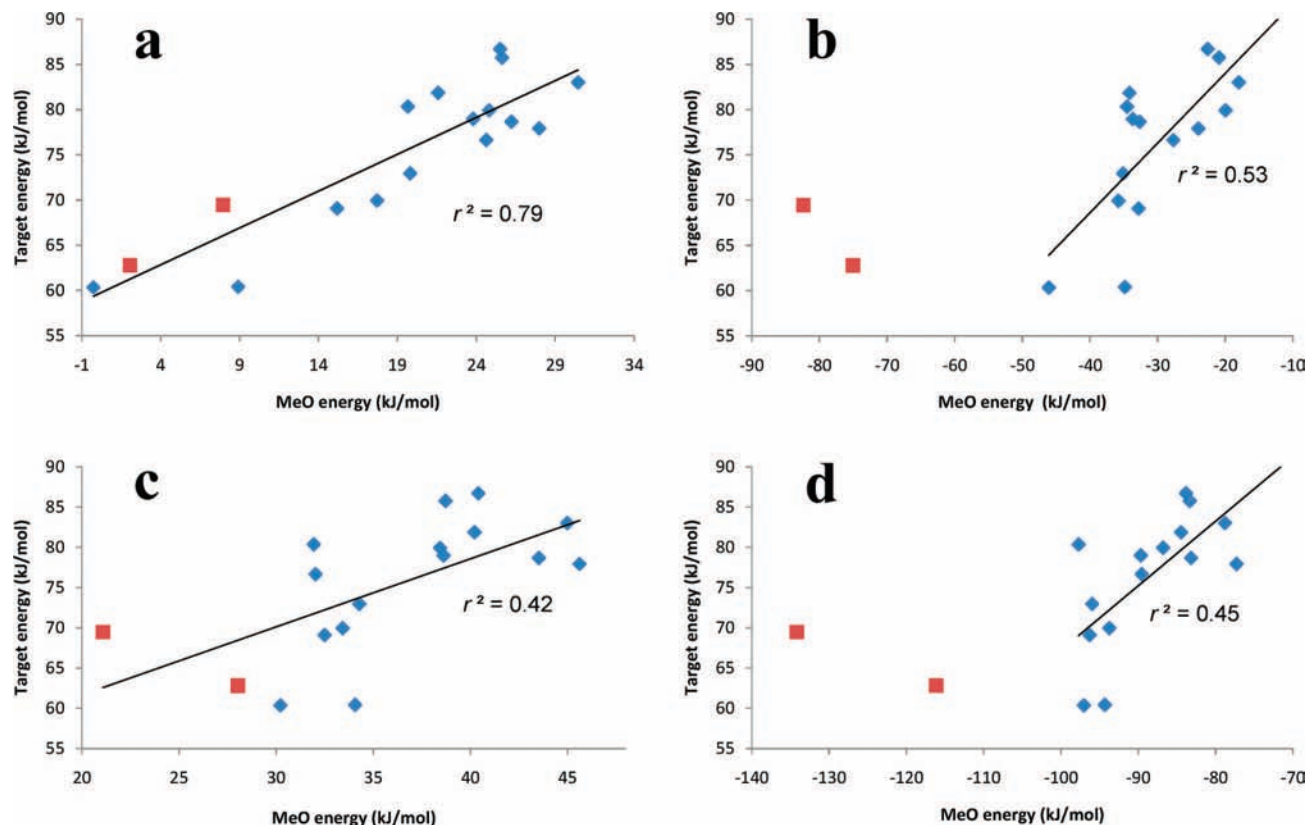 a
Target energy (kJ/mol)
90
85
80
75
70
65
60
55
r² = 0.79
-1 4 9 14 19 24 29 34
MeO energy (kJ/mol)
b
Target energy (kJ/mol)
90
85
80
75
70
65
60
55
r² = 0.53
-90 -80 -70 -60 -50 -40 -30 -20 -10
MeO energy (kJ/mol)
c
Target energy (kJ/mol)
90
85
80
75
70
65
60
55
r² = 0.42
20 25 30 35 40 45
MeO energy (kJ/mol)
d
Target energy (kJ/mol)
90
85
80
75
70
65
60
55
r² = 0.45
-140 -130 -120 -110 -100 -90 -80 -70
MeO energy (kJ/mol)